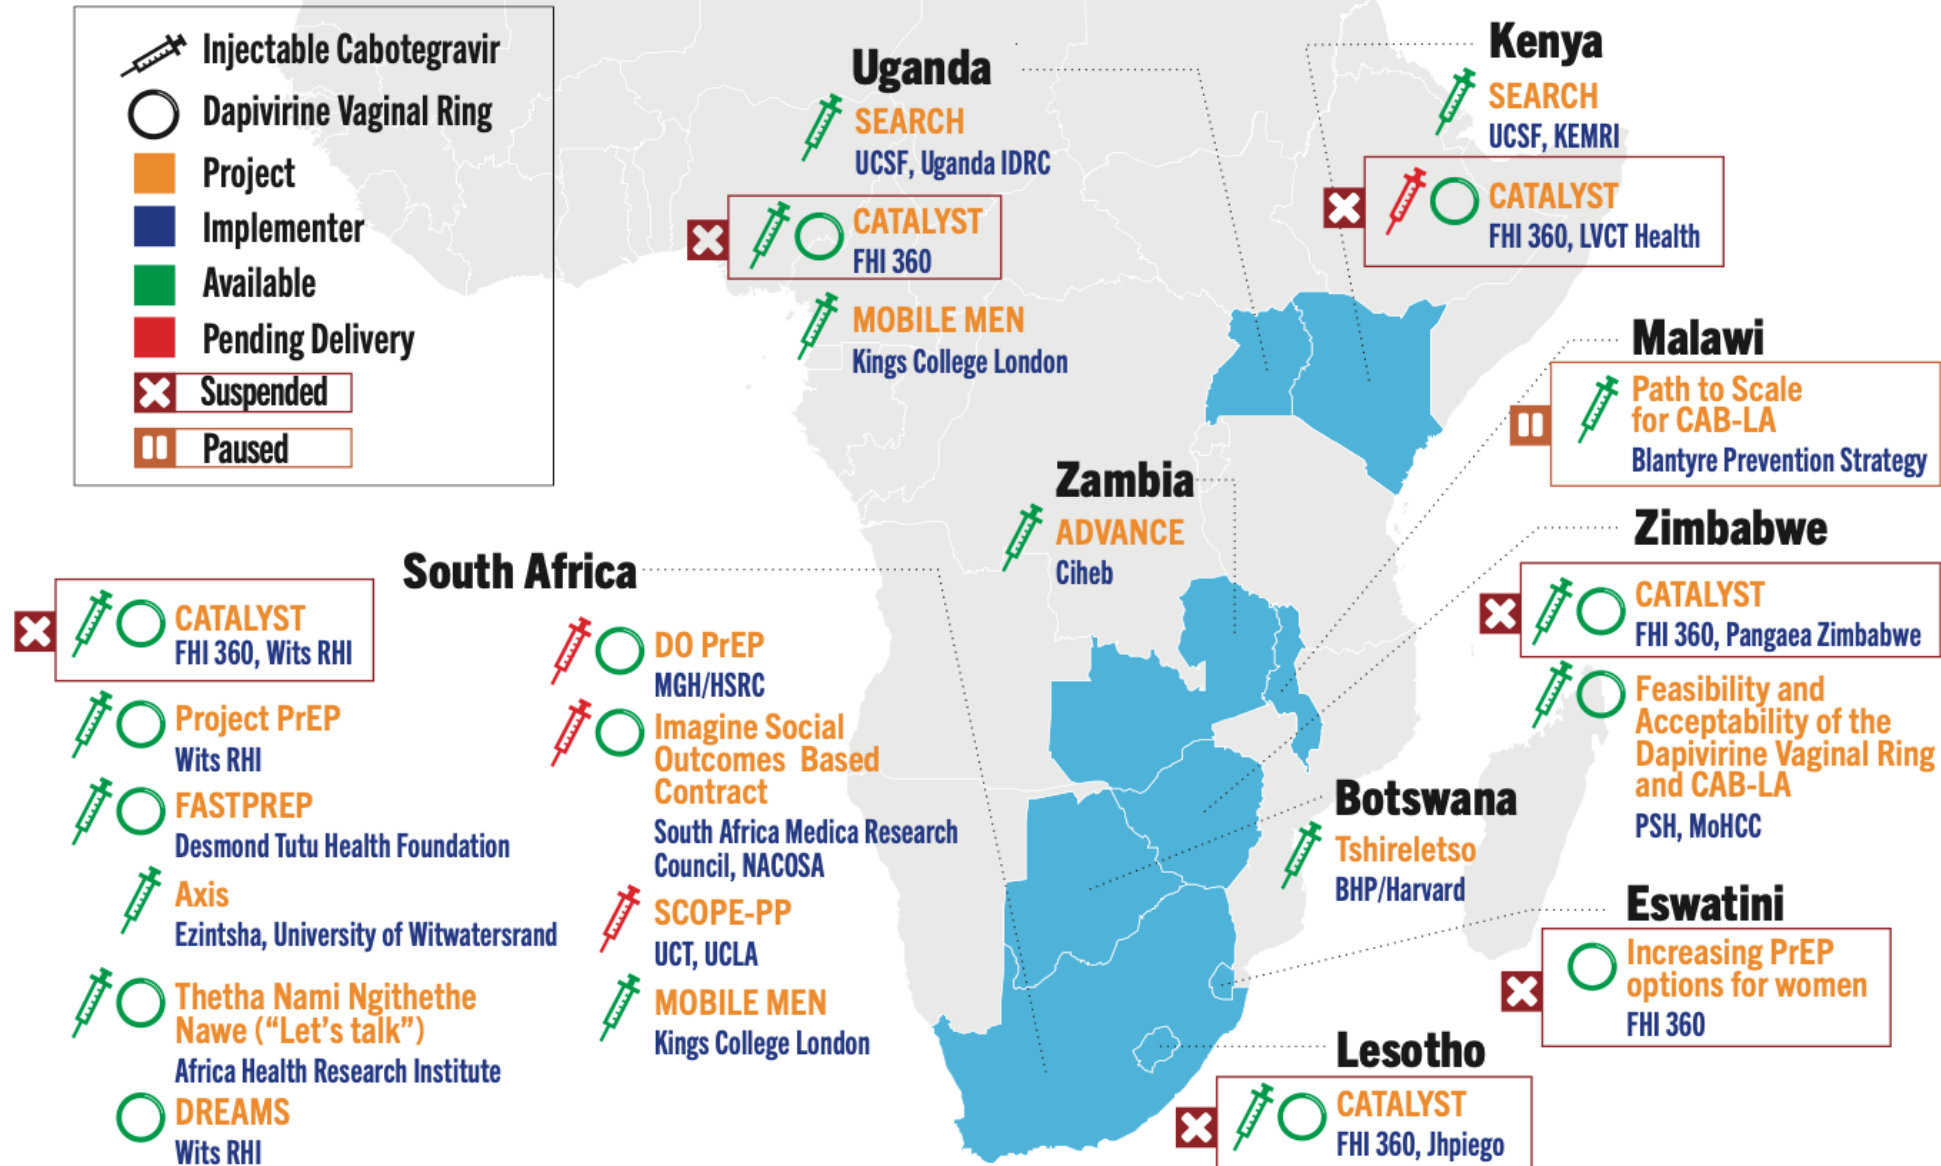 Injectable Cabotegravir
Dapivirine Vaginal Ring
Project
Implementer
Available
Pending Delivery
Suspended
Paused
Uganda
SEARCH
UCSF, Uganda IDRC
CATALYST
FHI 360
MOBILE MEN
Kings College London
Kenya
SEARCH
UCSF, KEMRI
CATALYST
FHI 360, LVCT Health
Malawi
Path to Scale
for CAB-LA
Blantyre Prevention Strategy
Zambia
ADVANCE
Ciheb
Zimbabwe
CATALYST
FHI 360, Pangaea Zimbabwe
Feasibility and
Acceptability of the
Dapivirine Vaginal Ring
and CAB-LA
PSH, MoHCC
South Africa
CATALYST
FHI 360, Wits RHI
Project PrEP
Wits RHI
FASTPREP
Desmond Tutu Health Foundation
Axis
Ezintsha, University of Witwatersrand
Thetha Nami Ngithethe
Nawe (“Let’s talk”)
Africa Health Research Institute
DREAMS
Wits RHI
DO PrEP
MGH/HSRC
Imagine Social
Outcomes Based
Contract
South Africa Medica Research
Council, NACOSA
SCOPE-PP
UCT, UCLA
MOBILE MEN
Kings College London
Botswana
Tshireletso
BHP/Harvard
Eswatini
Increasing PrEP
options for women
FHI 360
Lesotho
CATALYST
FHI 360, Jhpiego